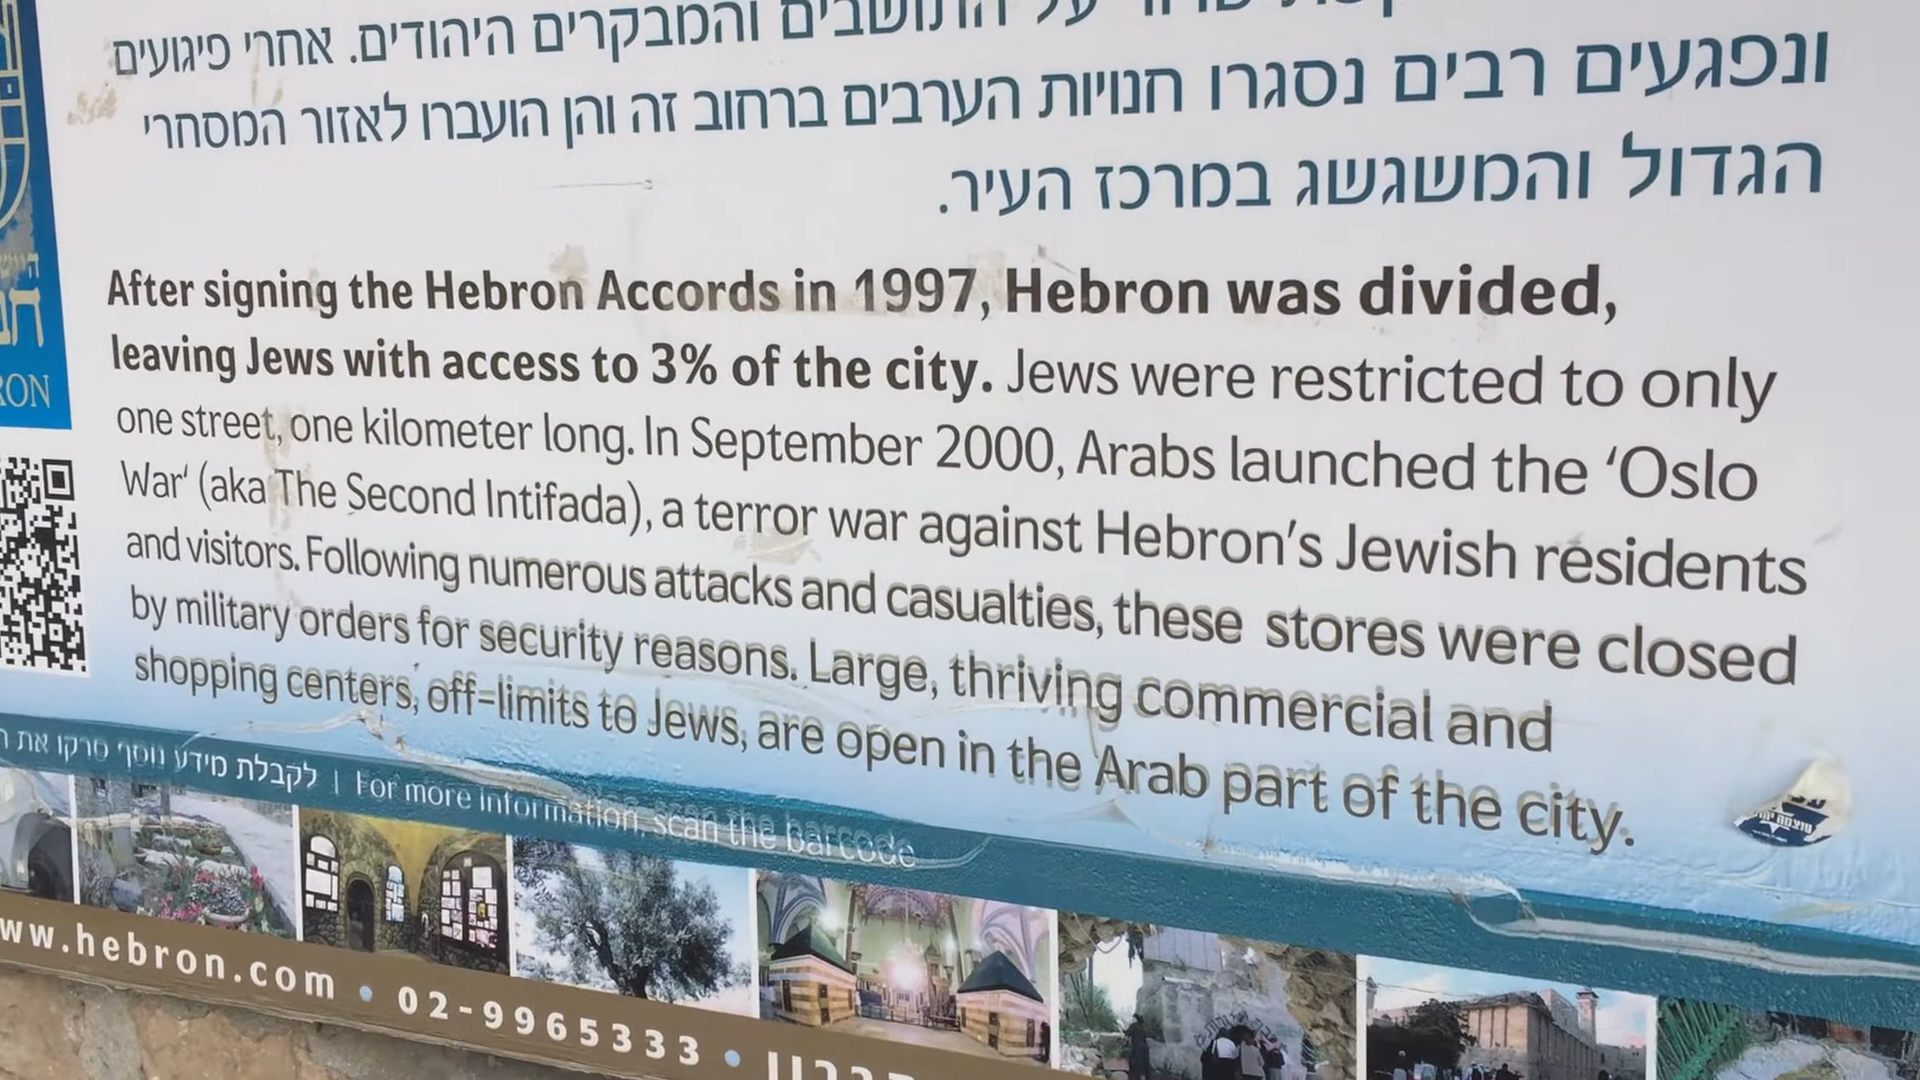 על התושבים והמבקרים היהודים. אחרי פיגועים
ונפגעים רבים נסגרו חנויות הערבים ברחוב זה והן הועברו לאזור המסחרי
הגדול והמשגשג במרכז העיר.
After signing the Hebron Accords in 1997, Hebron was divided,
leaving Jews with access to 3% of the city. Jews were restricted to only
one street, one kilometer long. In September 2000, Arabs launched the ‘Oslo
War‘ (aka The Second Intifada), a terror war against Hebron’s Jewish residents
and visitors. Following numerous attacks and casualties, these stores were closed
by military orders for security reasons. Large, thriving commercial and
shopping centers, off-limits to Jews, are open in the Arab part of the city.
RON
לקבלת מידע נוסף סרקו את | For more information, scan the barcode
ww.hebron.com • 02-9965333 •